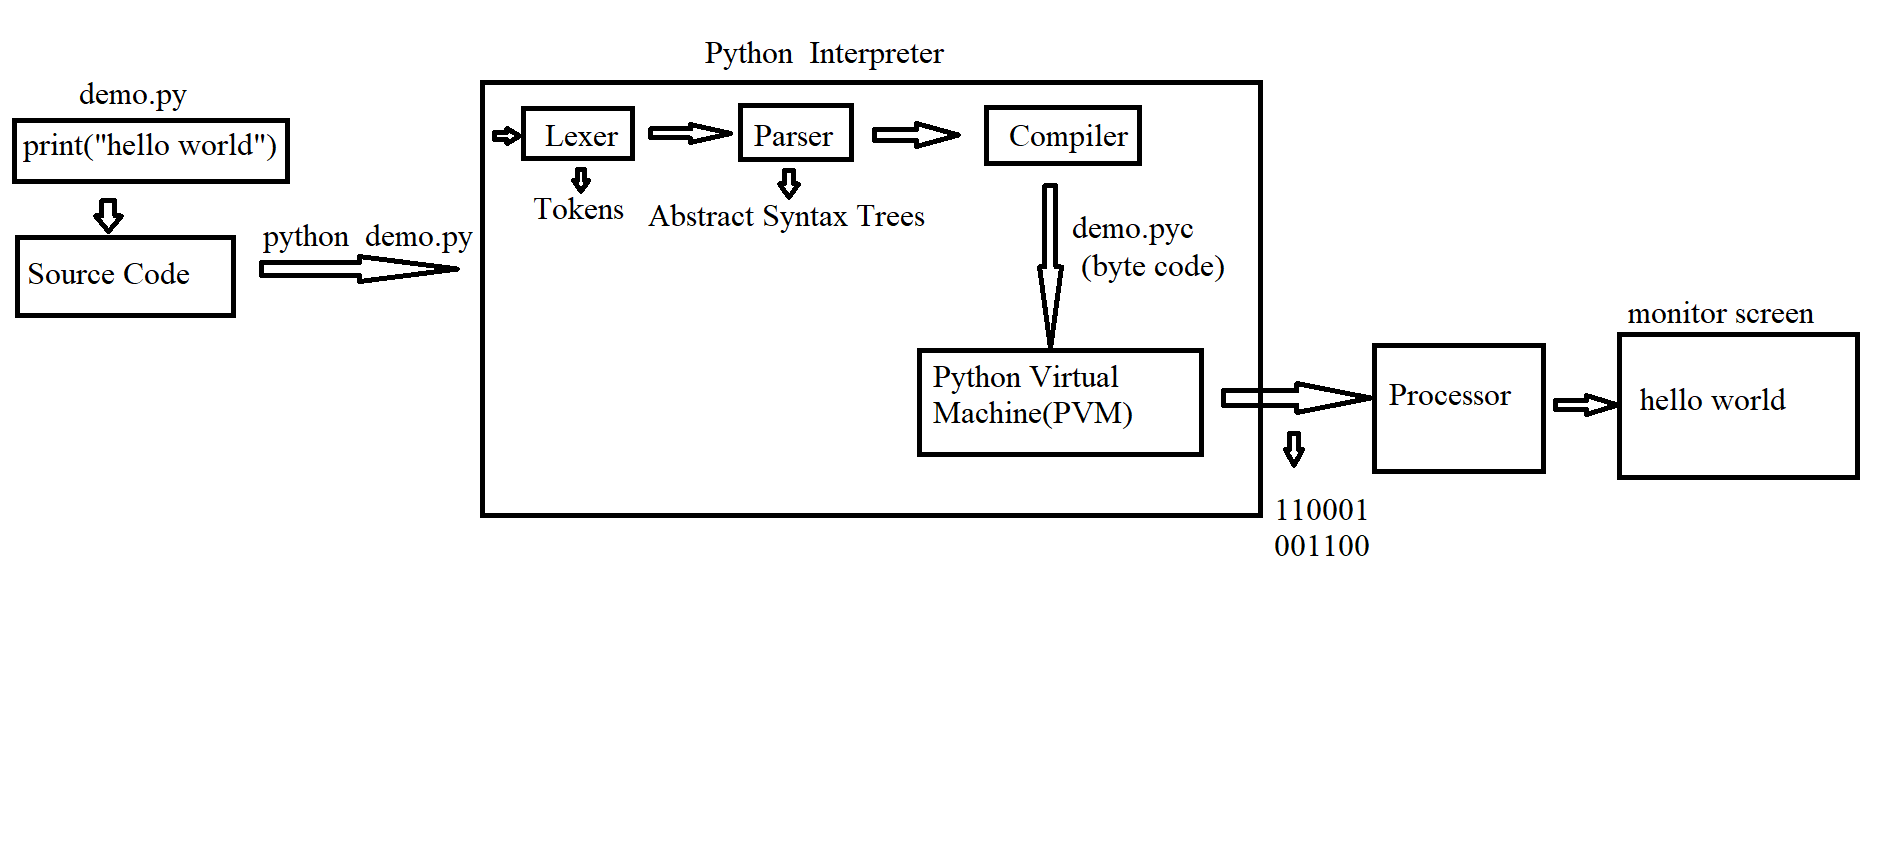 Python  Interpreter
demo.py
print("hello world")
Source Code
python  demo.py
Lexer
Tokens
Parser
Abstract Syntax Trees
Compiler
demo.pyc
(byte code)
Python Virtual
Machine(PVM)
110001
001100
Processor
monitor screen
hello world